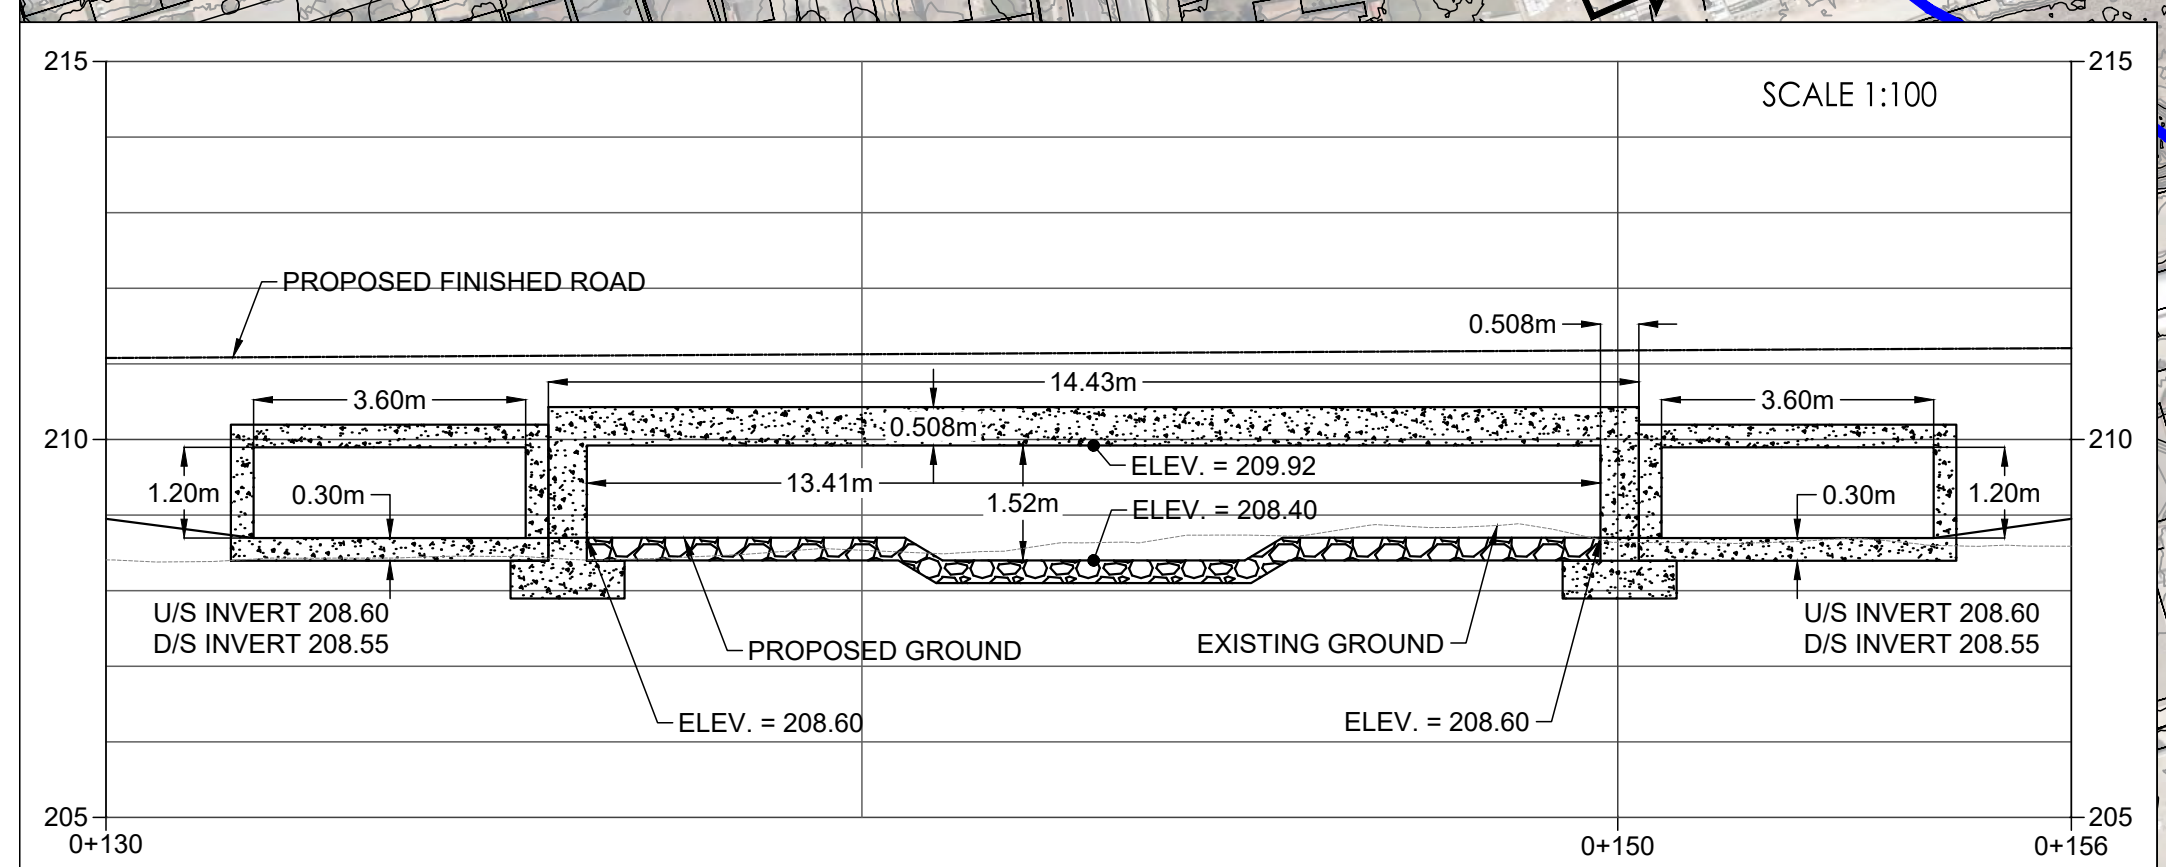 215
215
SCALE 1:100
PROPOSED FINISHED ROAD
0.508m
14.43m
3.60m
3.60m
0.508m
210
210
ELEV. = 209.92
13.41m
1.20m
0.30m
1.52m
ELEV. = 208.40
0.30m
1.20m
U/S INVERT 208.60
D/S INVERT 208.55
U/S INVERT 208.60
D/S INVERT 208.55
PROPOSED GROUND
EXISTING GROUND
ELEV. = 208.60
ELEV. = 208.60
205
205
0+130
0+150
0+156